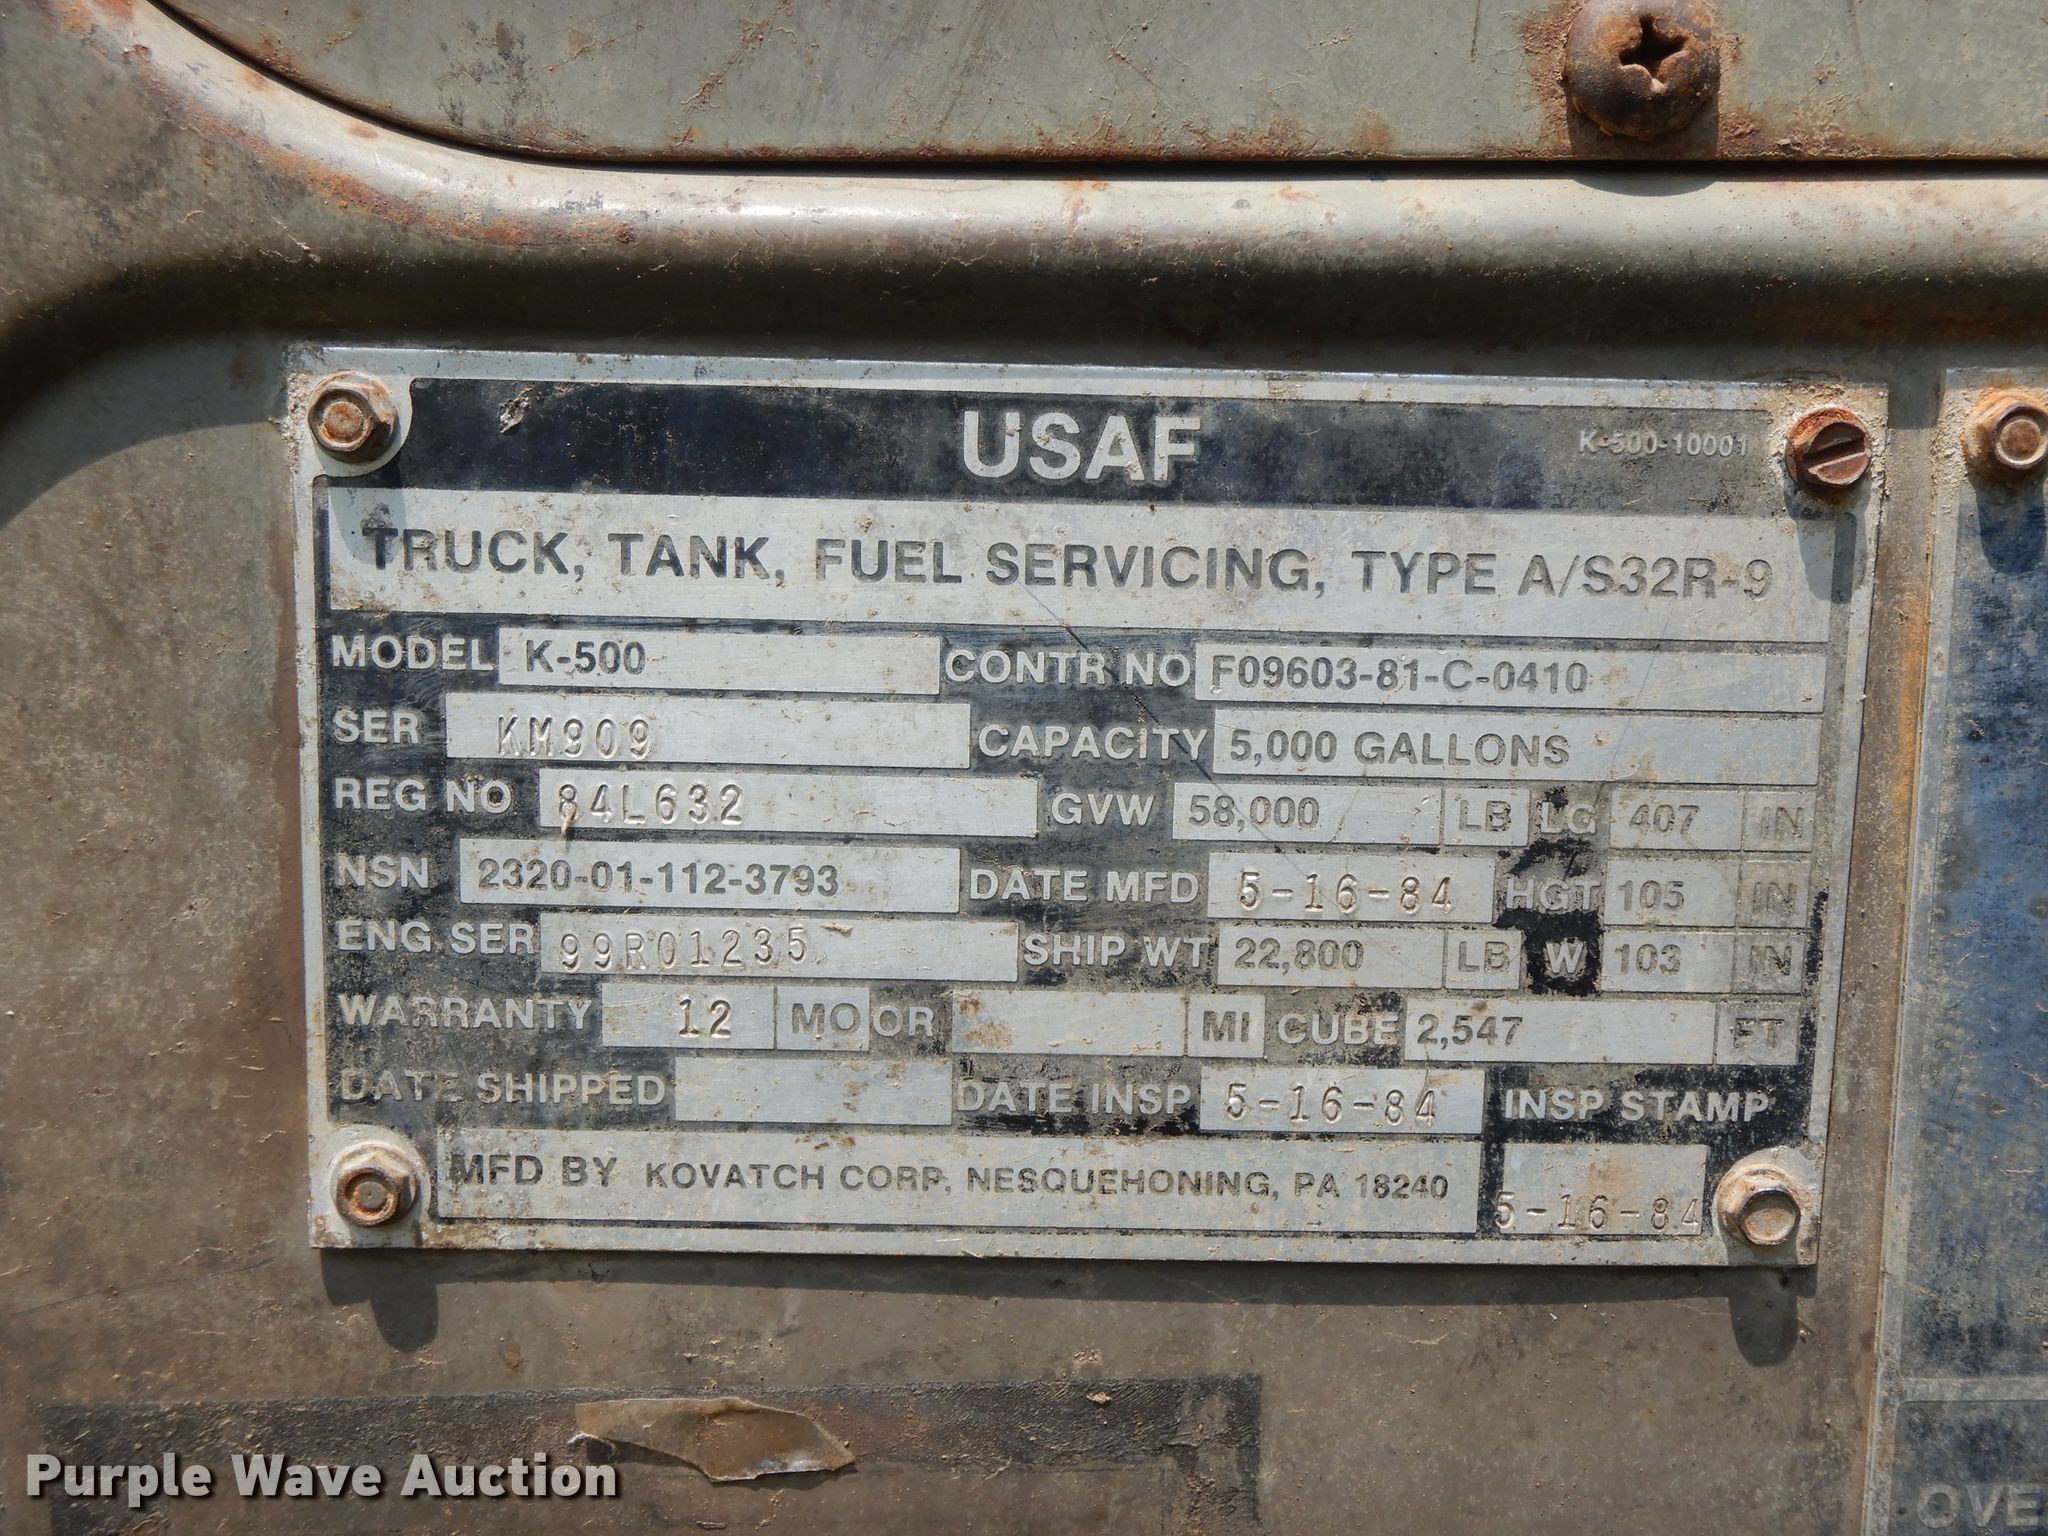 USAF K-500-10001
TRUCK, TANK, FUEL SERVICING, TYPE A/S32R-9
MODEL K-500 CONTR NO F09603-81-C-0410
SER KM909 CAPACITY 5,000 GALLONS
REG NO 84L632 GVW 58,000 LB LG 407 IN
NSN 2320-01-112-3793 DATE MFD 5-16-84 HGT 105 IN
ENG SER 99R01235 SHIP WT 22,800 LB W 103 IN
WARRANTY 12 MO OR MI CUBE 2,547 FT
DATE SHIPPED DATE INSP 5-16-84 INSP STAMP
MFD BY KOVATCH CORP, NESQUEHONING, PA 18240 5-16-84
Purple Wave Auction
OVE